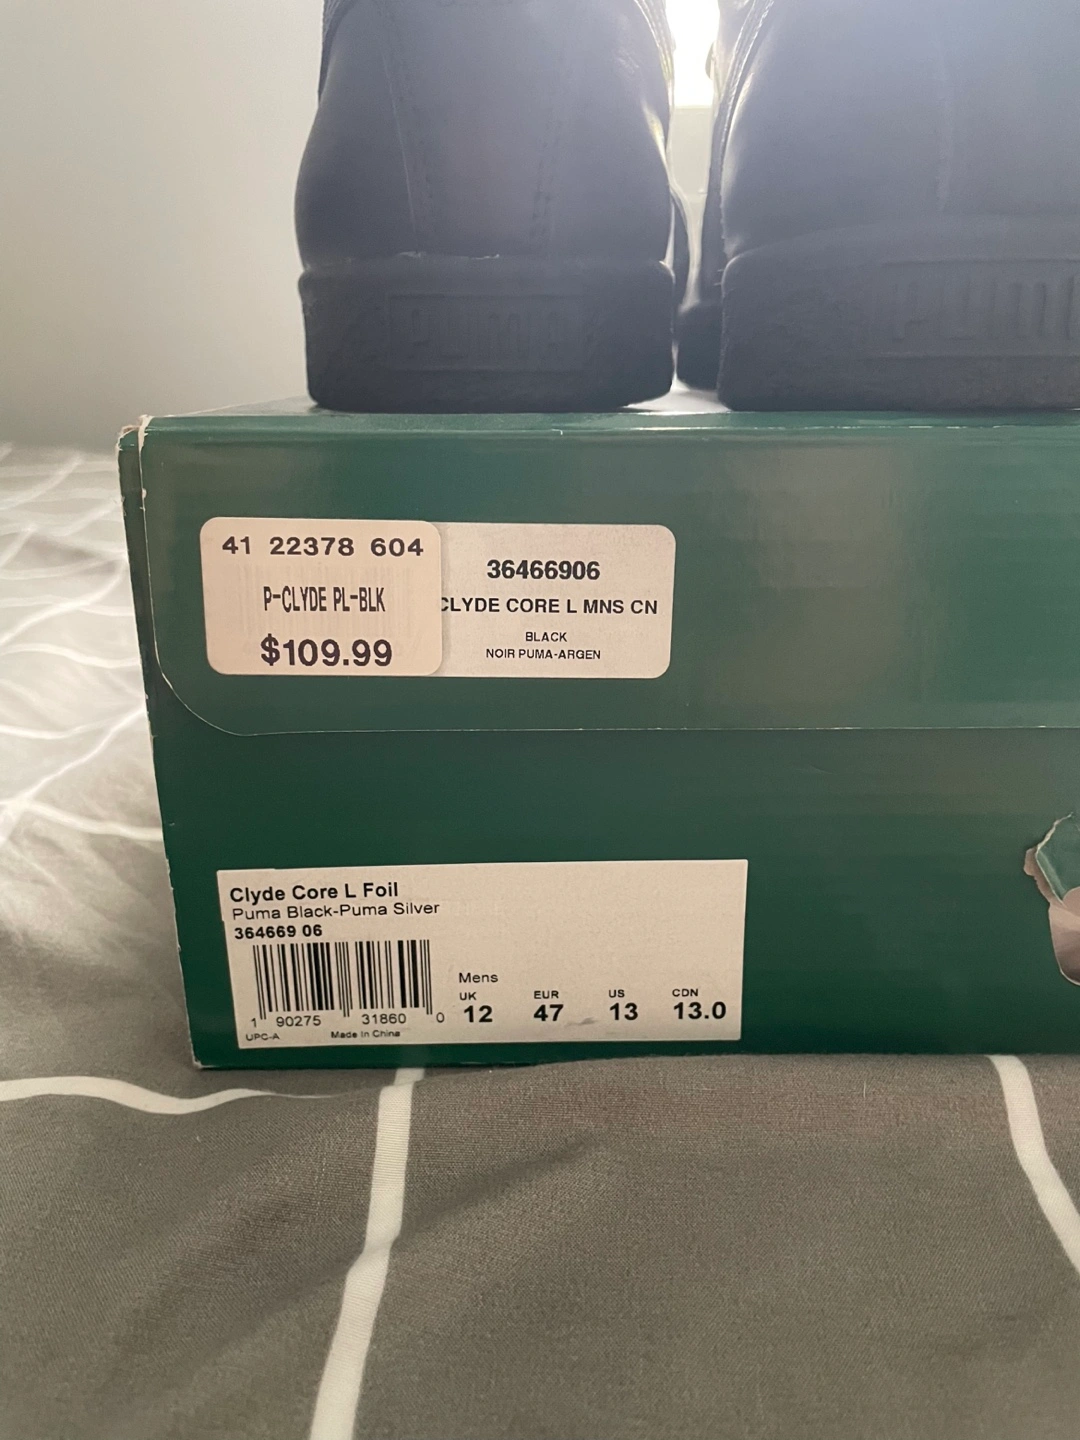 PUMA
PUMA
41 22378 604
P-CLYDE PL-BLK
$109.99
36466906
CLYDE CORE L MNS CN
BLACK
NOIR PUMA-ARGEN
Clyde Core L Foil
Puma Black-Puma Silver
364669 06
1 90275 31860 0
UPC-A Made In China
Mens
UK EUR US CDN
12 47 13 13.0